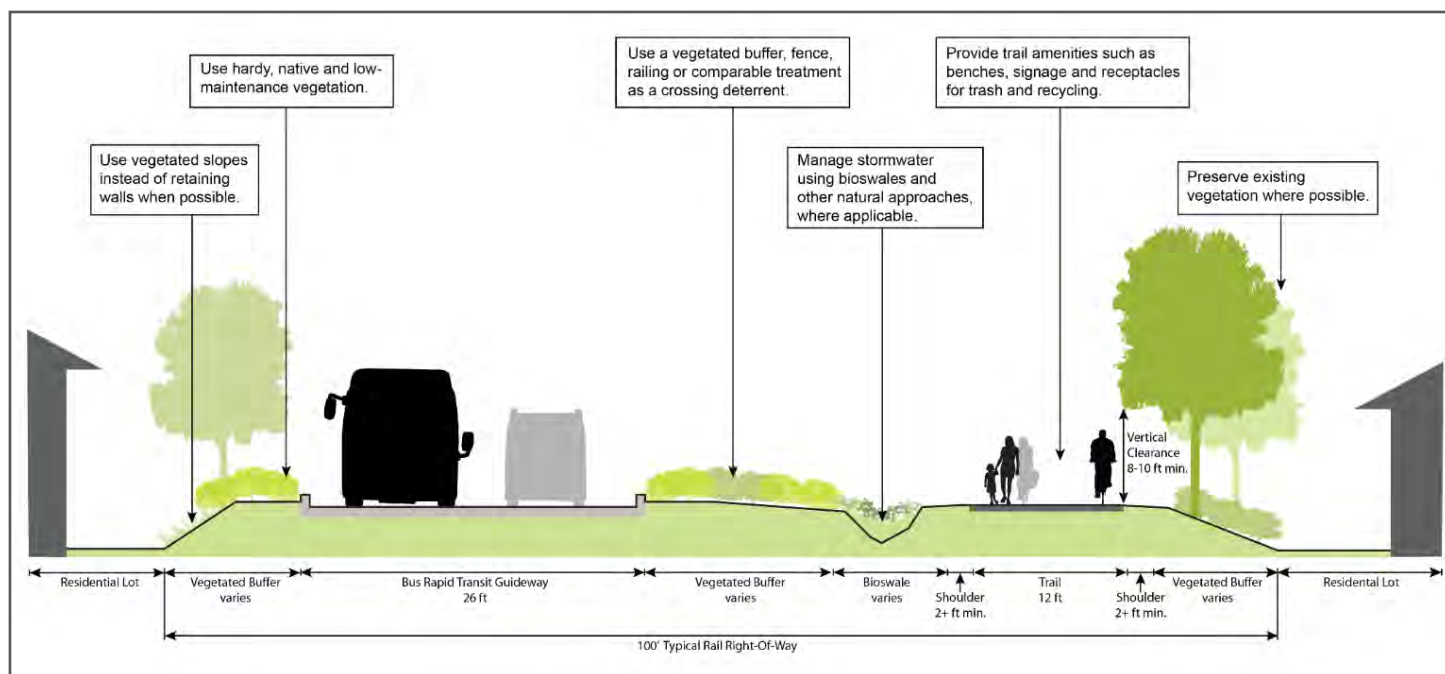 Use hardy, native and low-
maintenance vegetation.
Use a vegetated buffer, fence,
railing or comparable treatment
as a crossing deterrent.
Provide trail amenities such as
benches, signage and receptacles
for trash and recycling.
Use vegetated slopes
instead of retaining
walls when possible.
Manage stormwater
using bioswales and
other natural approaches,
where applicable.
Preserve existing
vegetation where possible.
Vertical
Clearance
8-10 ft min.
Residential Lot
Vegetated Buffer
varies
Bus Rapid Transit Guideway
26 ft
Vegetated Buffer
varies
Bioswale
varies
Shoulder
2+ ft min.
Trail
12 ft
Shoulder
2+ ft min.
Vegetated Buffer
varies
Residental Lot
100' Typical Rail Right-Of-Way